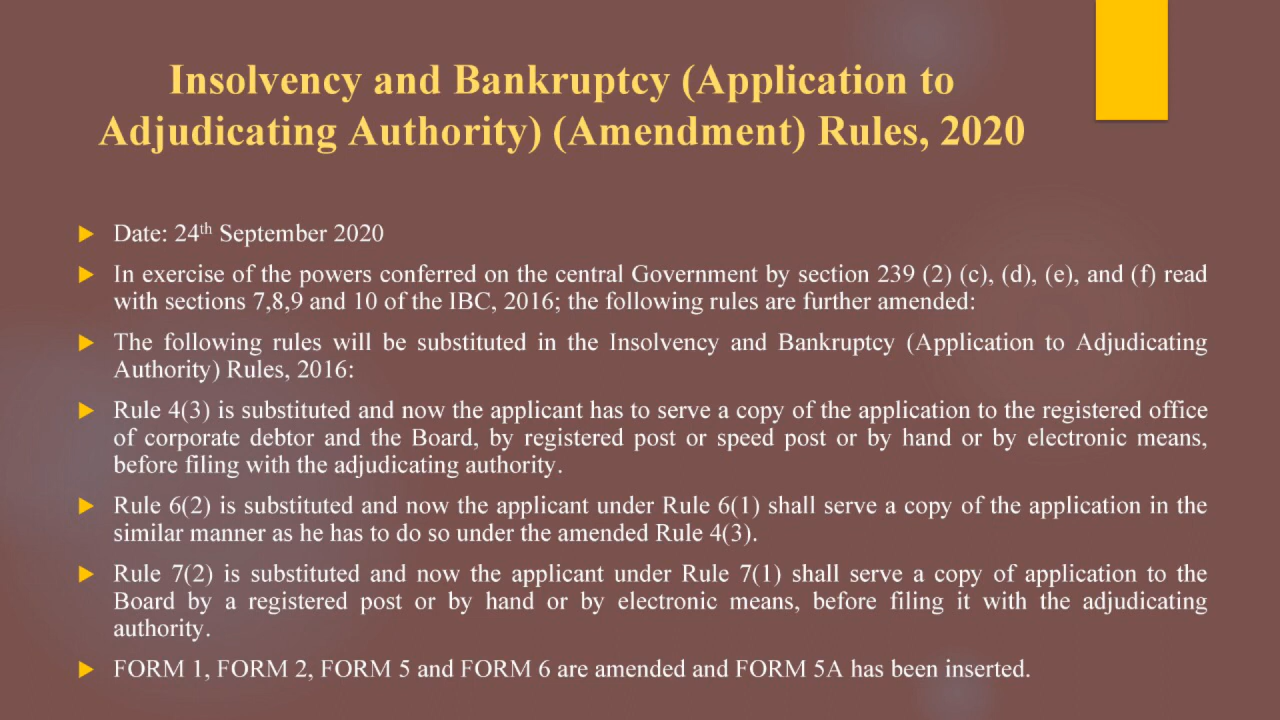 Insolvency and Bankruptcy (Application to
Adjudicating Authority) (Amendment) Rules, 2020
Date: 24th September 2020
In exercise of the powers conferred on the central Government by section 239 (2) (c), (d), (e), and (f) read
with sections 7,8,9 and 10 of the IBC, 2016; the following rules are further amended:
The following rules will be substituted in the Insolvency and Bankruptcy (Application to Adjudicating
Authority) Rules, 2016:
Rule 4(3) is substituted and now the applicant has to serve a copy of the application to the registered office
of corporate debtor and the Board, by registered post or speed post or by hand or by electronic means,
before filing with the adjudicating authority.
Rule 6(2) is substituted and now the applicant under Rule 6(1) shall serve a copy of the application in the
similar manner as he has to do so under the amended Rule 4(3).
Rule 7(2) is substituted and now the applicant under Rule 7(1) shall serve a copy of application to the
Board by a registered post or by hand or by electronic means, before filing it with the adjudicating
authority.
FORM 1, FORM 2, FORM 5 and FORM 6 are amended and FORM 5A has been inserted.